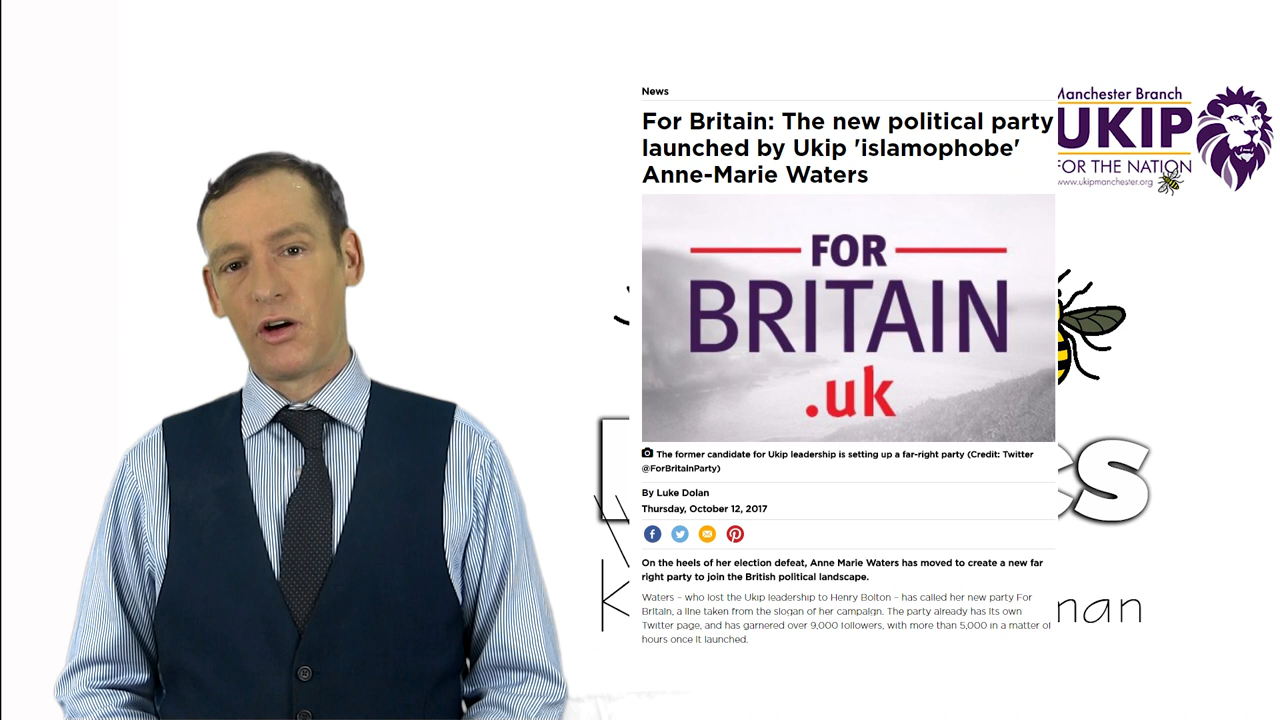 News
For Britain: The new political party
launched by Ukip 'islamophobe'
Anne-Marie Waters
FOR
BRITAIN
.uk
The former candidate for Ukip leadership is setting up a far-right party (Credit: Twitter
@ForBritainParty)
By Luke Dolan
Thursday, October 12, 2017
On the heels of her election defeat, Anne Marie Waters has moved to create a new far
right party to join the British political landscape.
Waters – who lost the Ukip leadership to Henry Bolton – has called her new party For
Britain, a line taken from the slogan of her campaign. The party already has its own
Twitter page, and has garnered over 9,000 followers, with more than 5,000 in a matter of
hours once it launched.
Manchester Branch
UKIP
FOR THE NATION
www.ukipmanchester.org